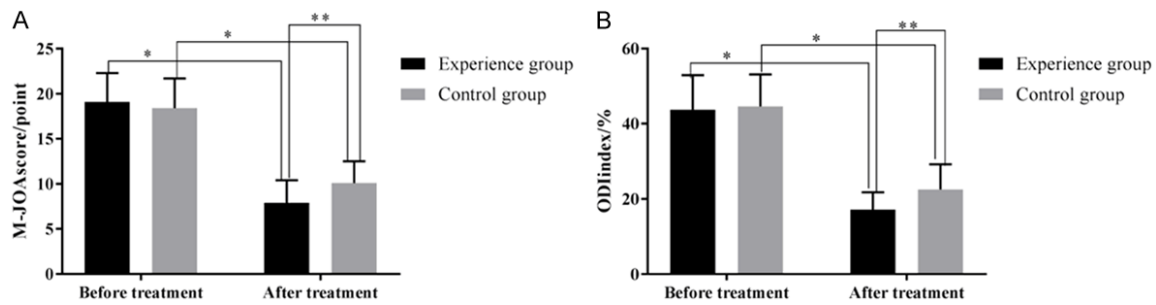 A
M-JOAscore/point
25
20
15
10
5
0
*
*
**
Experience group
Control group
Before treatment
After treatment
B
ODIindex/%
60
40
20
0
*
*
**
Experience group
Control group
Before treatment
After treatment